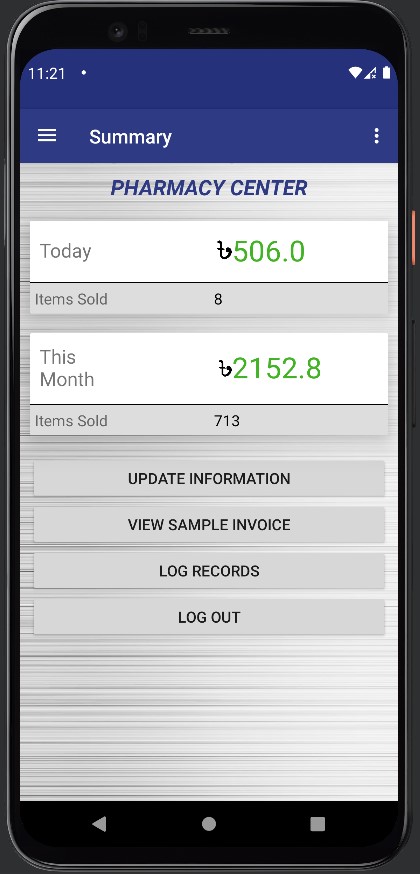 11:21
Summary
PHARMACY CENTER
Today
৳506.0
Items Sold
8
This
Month
৳2152.8
Items Sold
713
UPDATE INFORMATION
VIEW SAMPLE INVOICE
LOG RECORDS
LOG OUT